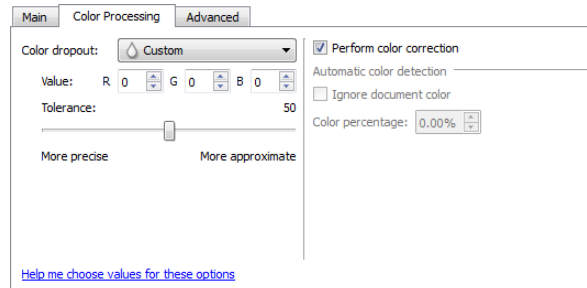 Main Color Processing Advanced
Color dropout: Custom
Value: R 0 G 0 B 0
Tolerance: 50
More precise More approximate
Help me choose values for these options
Perform color correction
Automatic color detection
Ignore document color
Color percentage: 0.00%